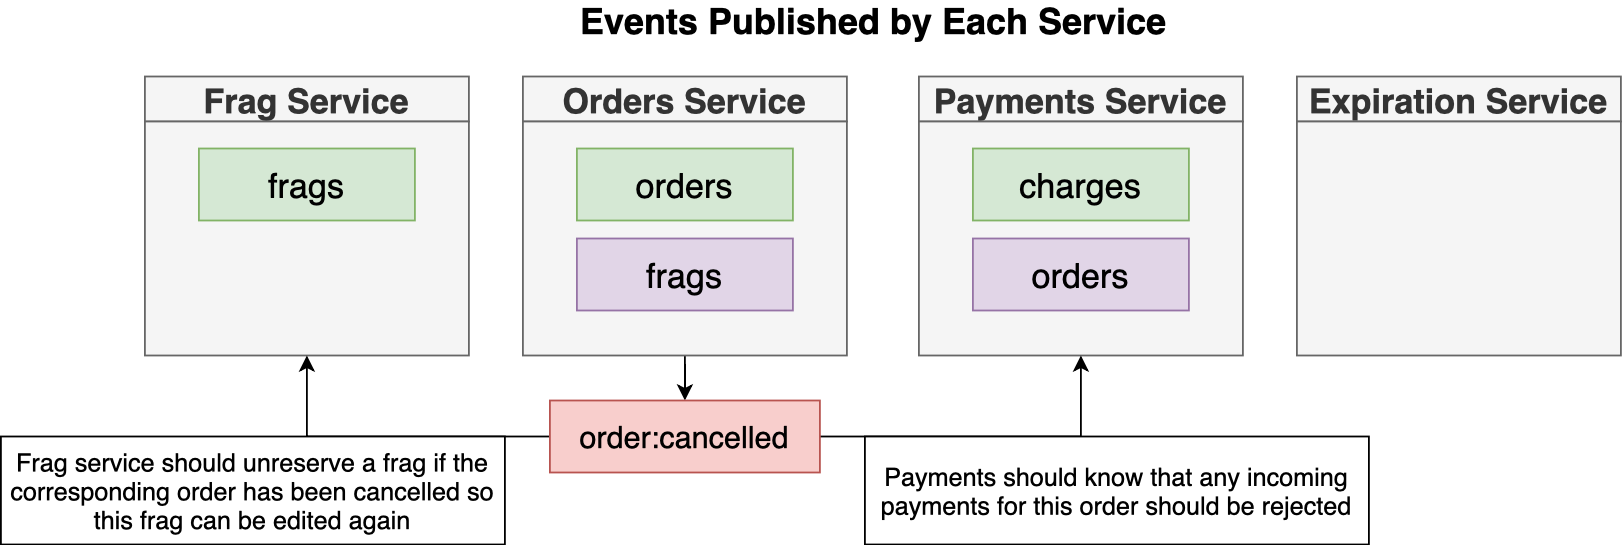 Events Published by Each Service
Frag Service
Orders Service
Payments Service
Expiration Service
frags
orders
charges
frags
orders
order:cancelled
Frag service should unreserve a frag if the
corresponding order has been cancelled so
this frag can be edited again
Payments should know that any incoming
payments for this order should be rejected